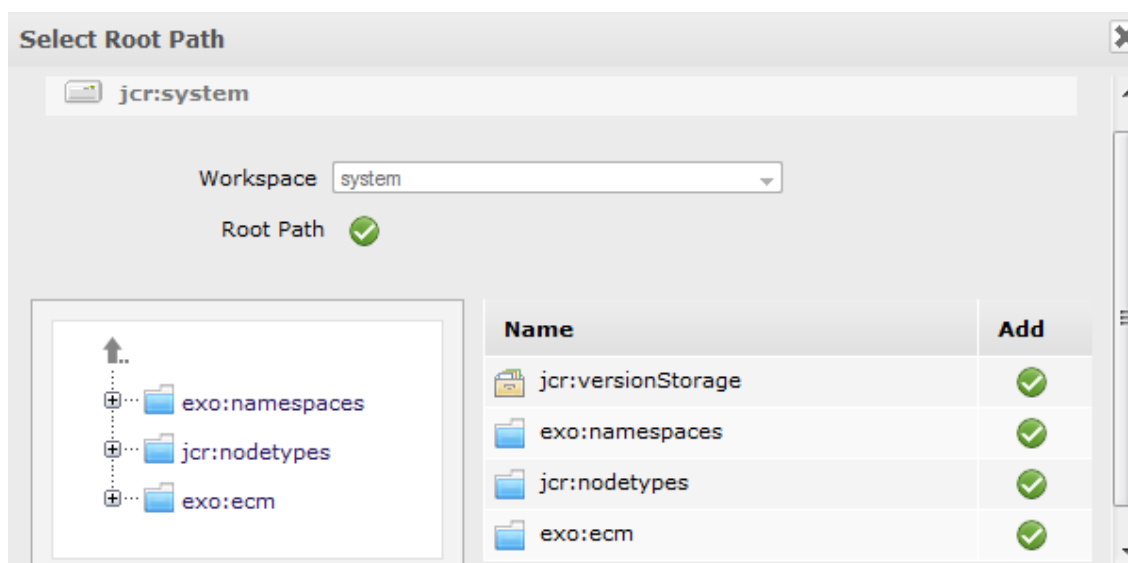 Select Root Path
jcr:system
Workspace system
Root Path
..
exo:namespaces
jcr:nodetypes
exo:ecm
Name Add
jcr:versionStorage
exo:namespaces
jcr:nodetypes
exo:ecm